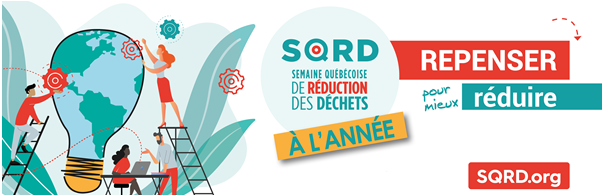 SQRD
SEMAINE QUÉBÉCOISE
DE RÉDUCTION
DES DÉCHETS
À L'ANNÉE
REPENSER
pour
mieux
réduire
SQRD.org